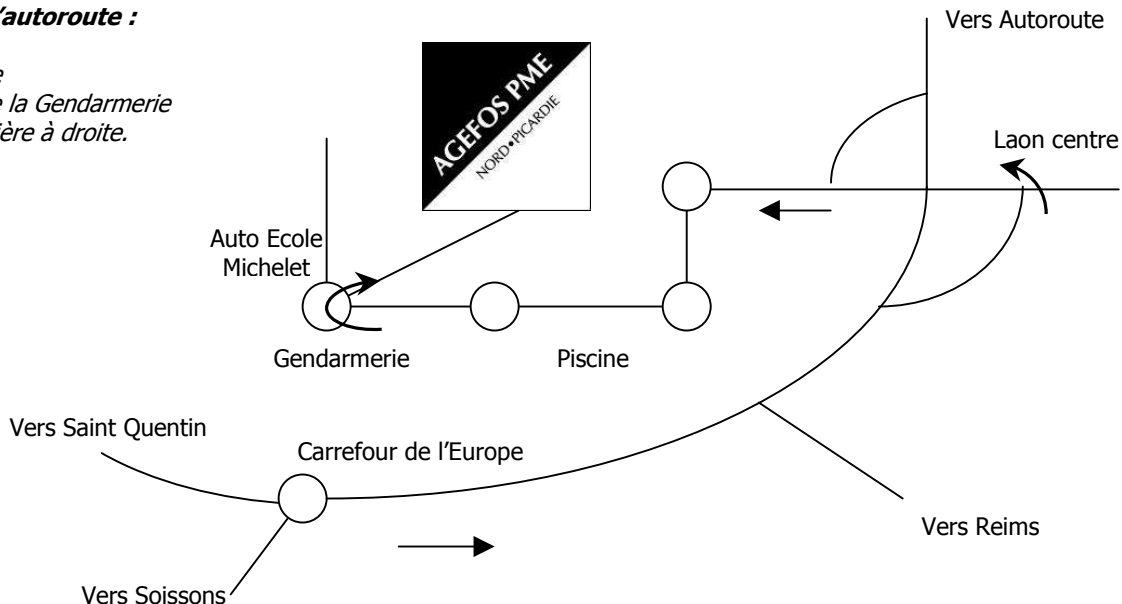 'autoroute :
Vers Autoroute
e la Gendarmerie
ière à droite.
AGEFOS PME
NORD•PICARDIE
Laon centre
Auto Ecole
Michelet
Gendarmerie
Piscine
Vers Saint Quentin
Carrefour de l'Europe
Vers Reims
Vers Soissons